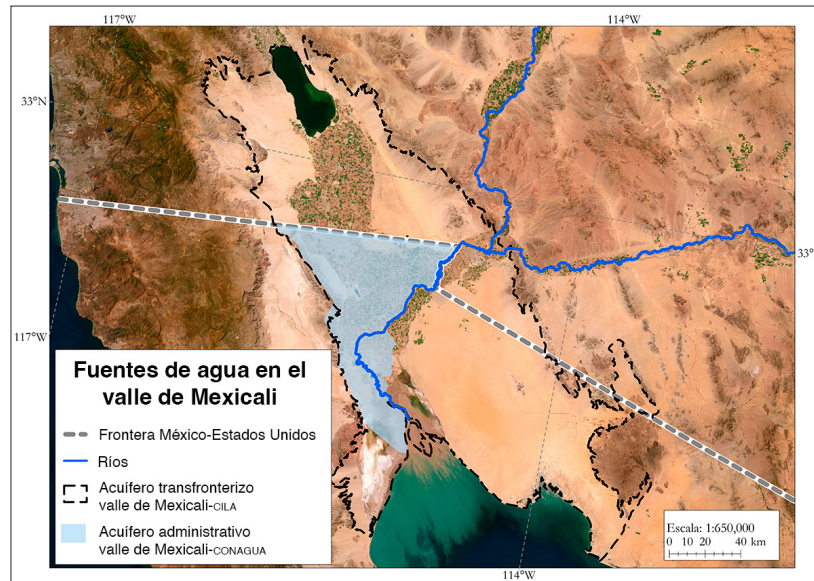 117°W
114°W
33°N
33°
117°W
Fuentes de agua en el
valle de Mexicali
Frontera México-Estados Unidos
Ríos
Acuífero transfronterizo
valle de Mexicali-CILA
Acuífero administrativo
valle de Mexicali-CONAGUA
Escala: 1:650,000
0 10 20 40 km
114°W